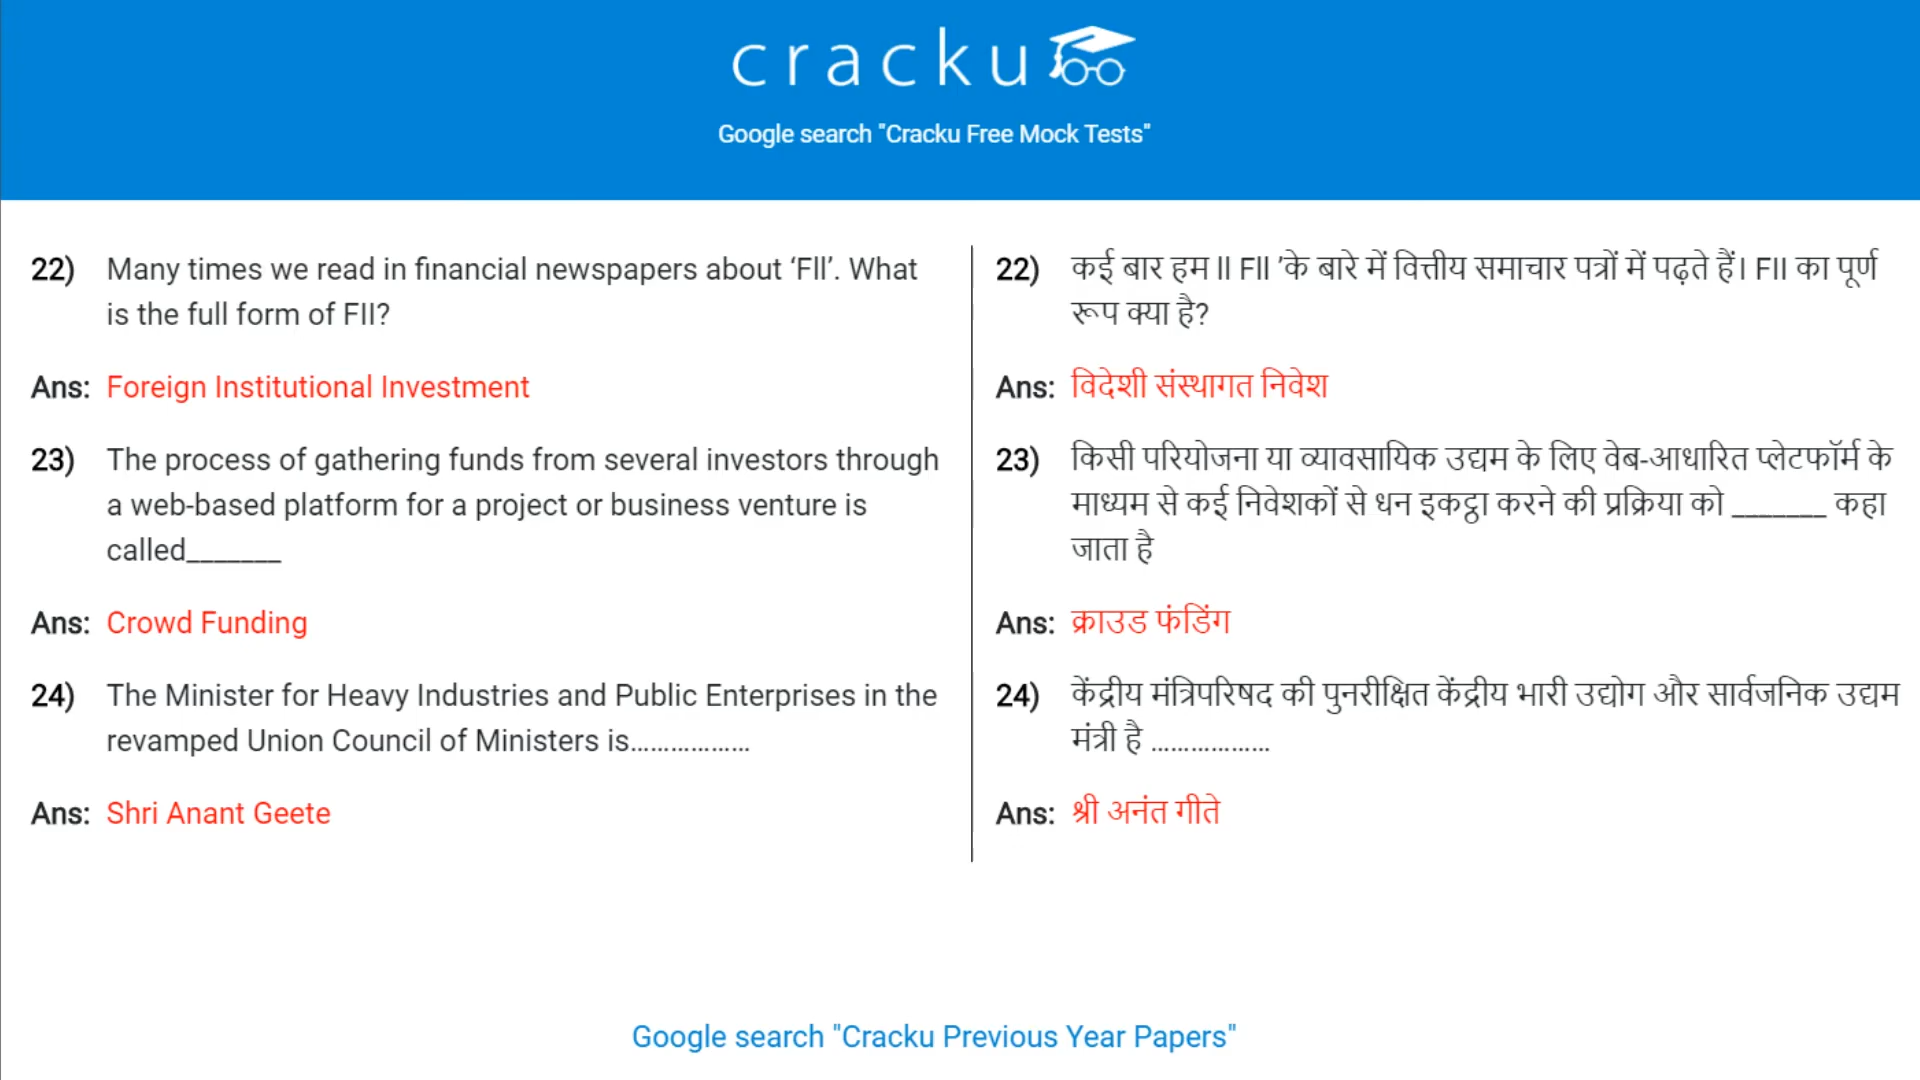 cracku
Google search "Cracku Free Mock Tests"
22) Many times we read in financial newspapers about ‘Fll’. What
is the full form of FII?
Ans: Foreign Institutional Investment
23) The process of gathering funds from several investors through
a web-based platform for a project or business venture is
called_______
Ans: Crowd Funding
24) The Minister for Heavy Industries and Public Enterprises in the
revamped Union Council of Ministers is..................
Ans: Shri Anant Geete
22) कई बार हम ll Fll ’के बारे में वित्तीय समाचार पत्रों में पढ़ते हैं। FII का पूर्ण
रूप क्या है?
Ans: विदेशी संस्थागत निवेश
23) किसी परियोजना या व्यावसायिक उद्यम के लिए वेब-आधारित प्लेटफॉर्म के
माध्यम से कई निवेशकों से धन इकट्ठा करने की प्रक्रिया को _______ कहा
जाता है
Ans: क्राउड फंडिंग
24) केंद्रीय मंत्रिपरिषद की पुनरीक्षित केंद्रीय भारी उद्योग और सार्वजनिक उद्यम
मंत्री है ..................
Ans: श्री अनंत गीते
Google search "Cracku Previous Year Papers"